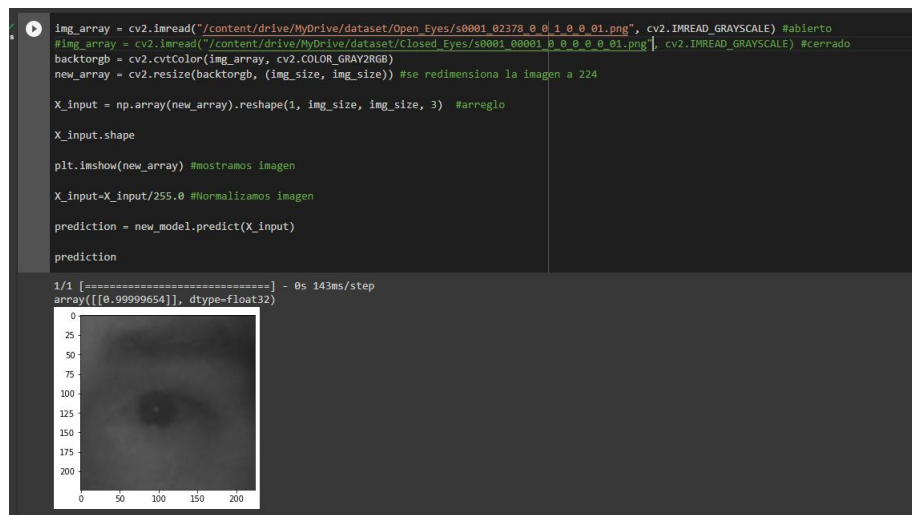 img_array = cv2.imread("/content/drive/MyDrive/dataset/Open_Eyes/s0001_02378_0_0_1_0_0_01.png", cv2.IMREAD_GRAYSCALE) #abierto
#img_array = cv2.imread("/content/drive/MyDrive/dataset/Closed_Eyes/s0001_00001_0_0_0_0_0_01.png", cv2.IMREAD_GRAYSCALE) #cerrado
backtorgb = cv2.cvtColor(img_array, cv2.COLOR_GRAY2RGB)
new_array = cv2.resize(backtorgb, (img_size, img_size)) #se redimensiona la imagen a 224
X_input = np.array(new_array).reshape(1, img_size, img_size, 3) #arreglo
X_input.shape
plt.imshow(new_array) #mostramos imagen
X_input=X_input/255.0 #Normalizamos imagen
prediction = new_model.predict(X_input)
prediction
1/1 [==============================] - 0s 143ms/step
array([[0.99999654]], dtype=float32)
0
25
50
75
100
125
150
175
200
0 50 100 150 200